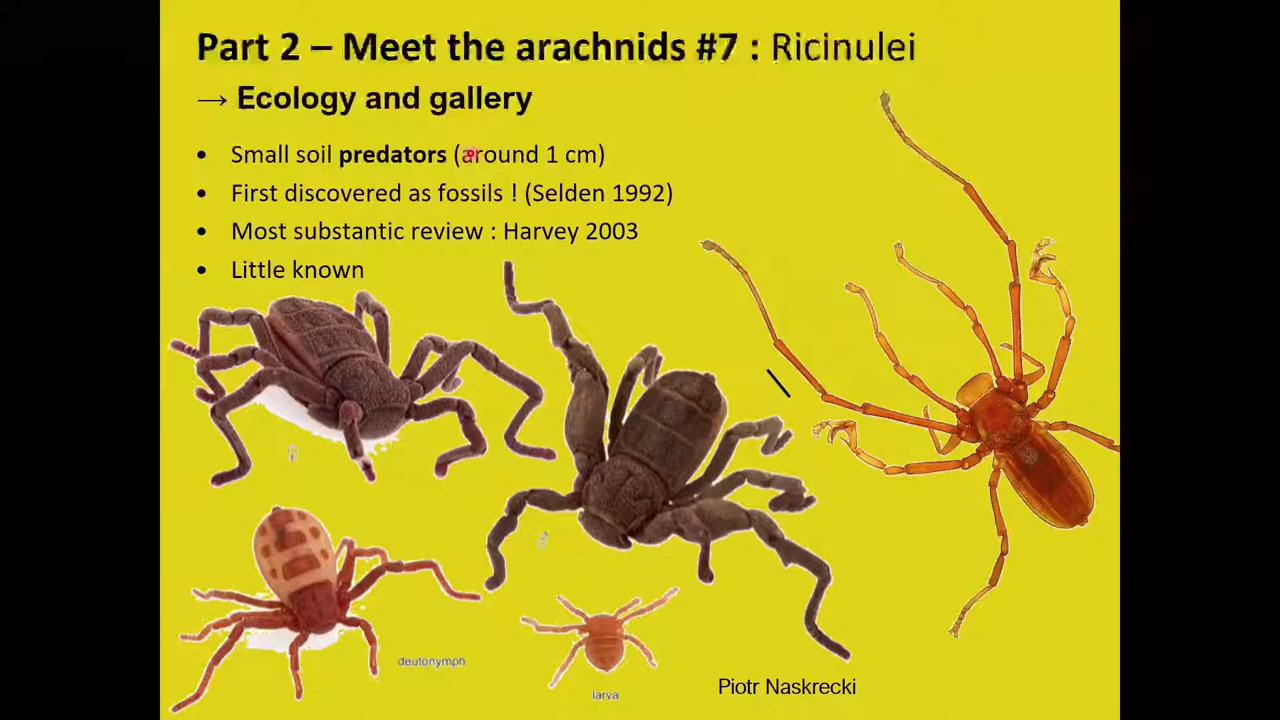 Part 2 – Meet the arachnids #7 : Ricinulei
→ Ecology and gallery
• Small soil predators (around 1 cm)
• First discovered as fossils ! (Selden 1992)
• Most substantic review : Harvey 2003
• Little known
♀
♂
deutonymph
larva
Piotr Naskrecki